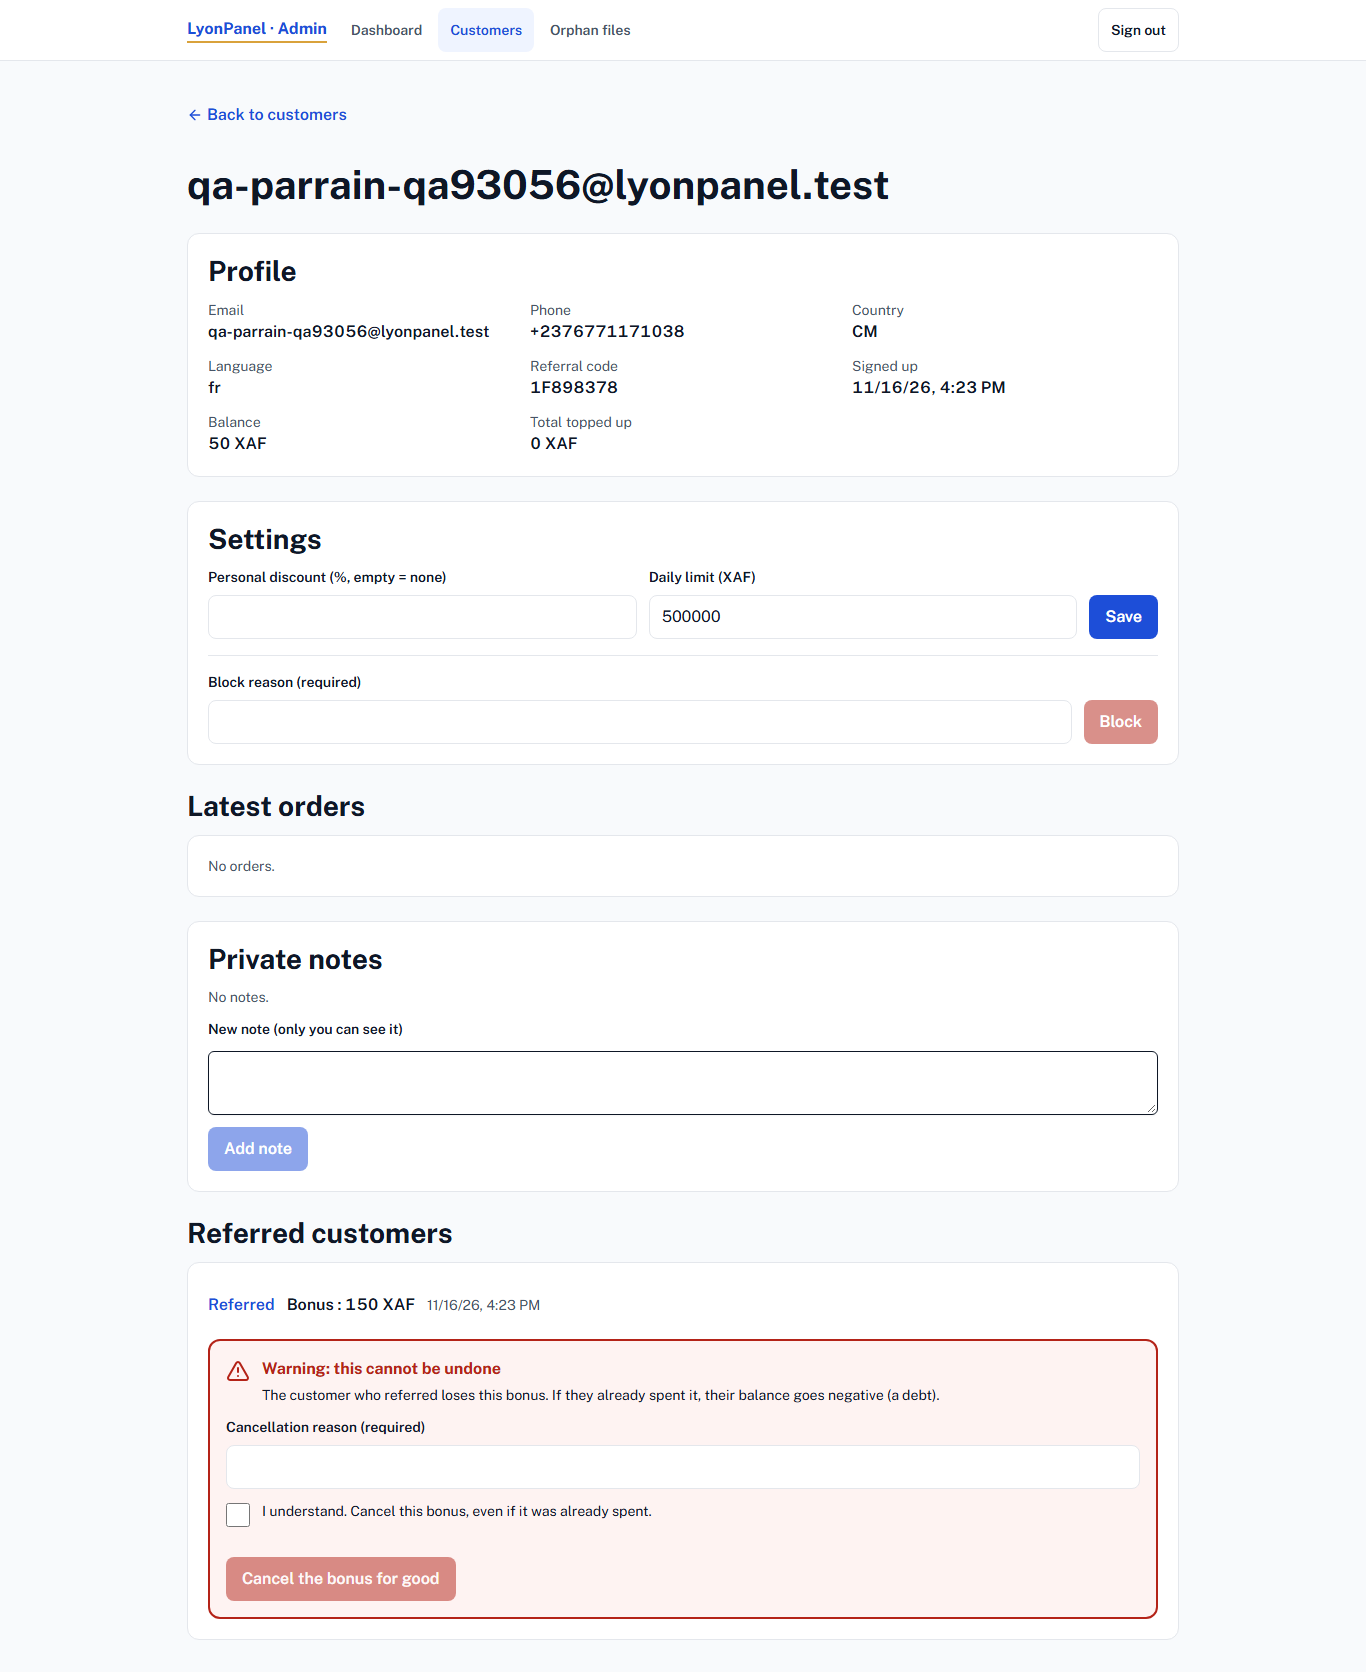 LyonPanel · Admin
Dashboard
Customers
Orphan files
Sign out
← Back to customers
qa-parrain-qa93056@lyonpanel.test
Profile
Email
qa-parrain-qa93056@lyonpanel.test
Phone
+2376771171038
Country
CM
Language
fr
Referral code
1F898378
Signed up
11/16/26, 4:23 PM
Balance
50 XAF
Total topped up
0 XAF
Settings
Personal discount (%, empty = none)
Daily limit (XAF)
500000
Save
Block reason (required)
Block
Latest orders
No orders.
Private notes
No notes.
New note (only you can see it)
Add note
Referred customers
Referred Bonus : 150 XAF 11/16/26, 4:23 PM
Warning: this cannot be undone
The customer who referred loses this bonus. If they already spent it, their balance goes negative (a debt).
Cancellation reason (required)
I understand. Cancel this bonus, even if it was already spent.
Cancel the bonus for good